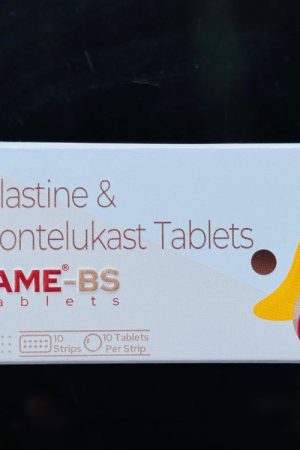 lastine &
ontelukast Tablets
AME®-BS
ablets
10 Strips 10 Tablets Per Strip